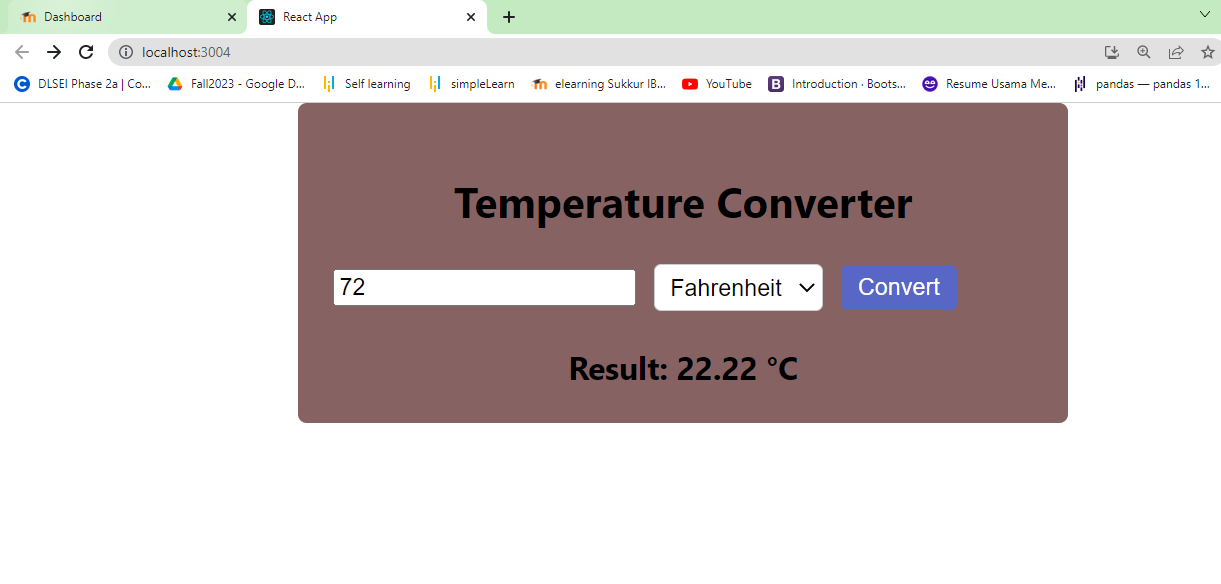 Dashboard
React App
localhost:3004
DLSEI Phase 2a | Co...
Fall2023 - Google D...
Self learning
simpleLearn
elearning Sukkur IB...
YouTube
Introduction · Boots...
Resume Usama Me...
pandas — pandas 1...
Temperature Converter
72
Fahrenheit
Convert
Result: 22.22 °C